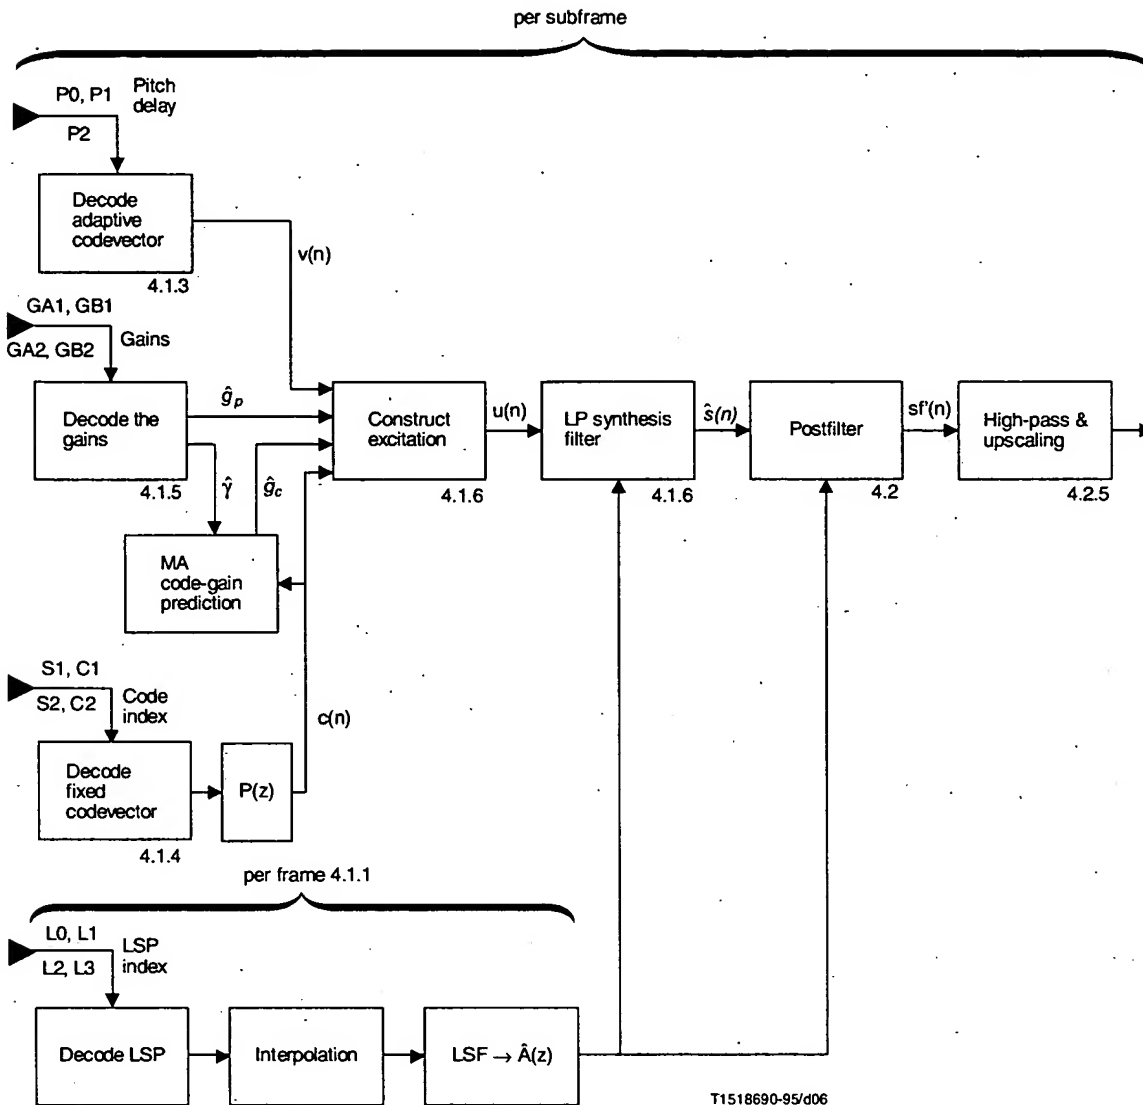 per subframe
P0, P1
Pitch
delay
P2
Decode
adaptive
codevector
4.1.3
v(n)
GA1, GB1
Gains
GA2, GB2
Decode the
gains
4.1.5
ĝp
γ̂
ĝc
MA
code-gain
prediction
Construct
excitation
4.1.6
u(n)
LP synthesis
filter
4.1.6
ŝ(n)
Postfilter
4.2
sf'(n)
High-pass &
upscaling
4.2.5
S1, C1
S2, C2
Code
index
Decode
fixed
codevector
4.1.4
P(z)
c(n)
per frame 4.1.1
L0, L1
L2, L3
LSP
index
Decode LSP
Interpolation
LSF → Â(z)
T1518690-95/d06